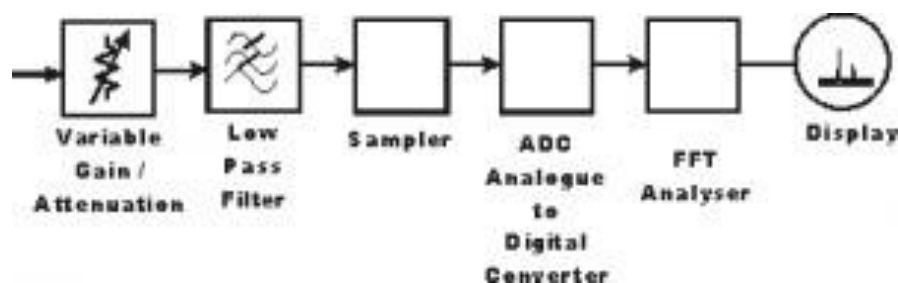 Variable
Gain /
Attenuation
Low
Pass
Filter
Sampler
ADC
Analogue
to
Digital
Converter
FFT
Analyser
Display